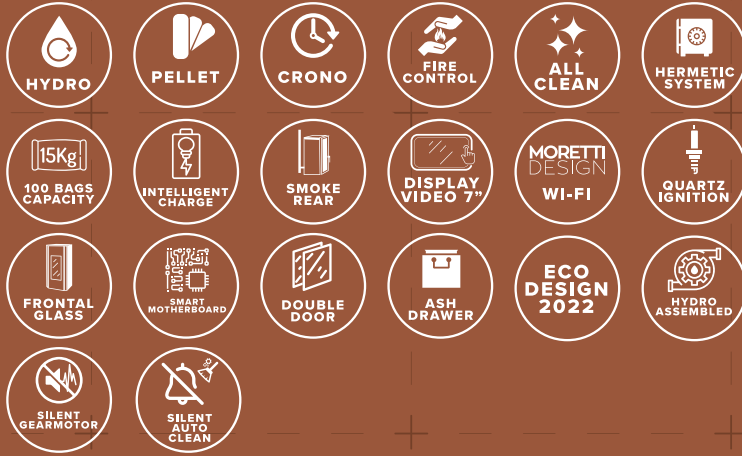 HYDRO
PELLET
CRONO
FIRE
CONTROL
ALL
CLEAN
HERMETIC
SYSTEM
15Kg
100 BAGS
CAPACITY
INTELLIGENT
CHARGE
SMOKE
REAR
DISPLAY
VIDEO 7”
MORETTI
DESIGN
WI-FI
QUARTZ
IGNITION
FRONTAL
GLASS
SMART
MOTHERBOARD
DOUBLE
DOOR
ASH
DRAWER
ECO
DESIGN
2022
HYDRO
ASSEMBLED
SILENT
GEARMOTOR
SILENT
AUTO
CLEAN